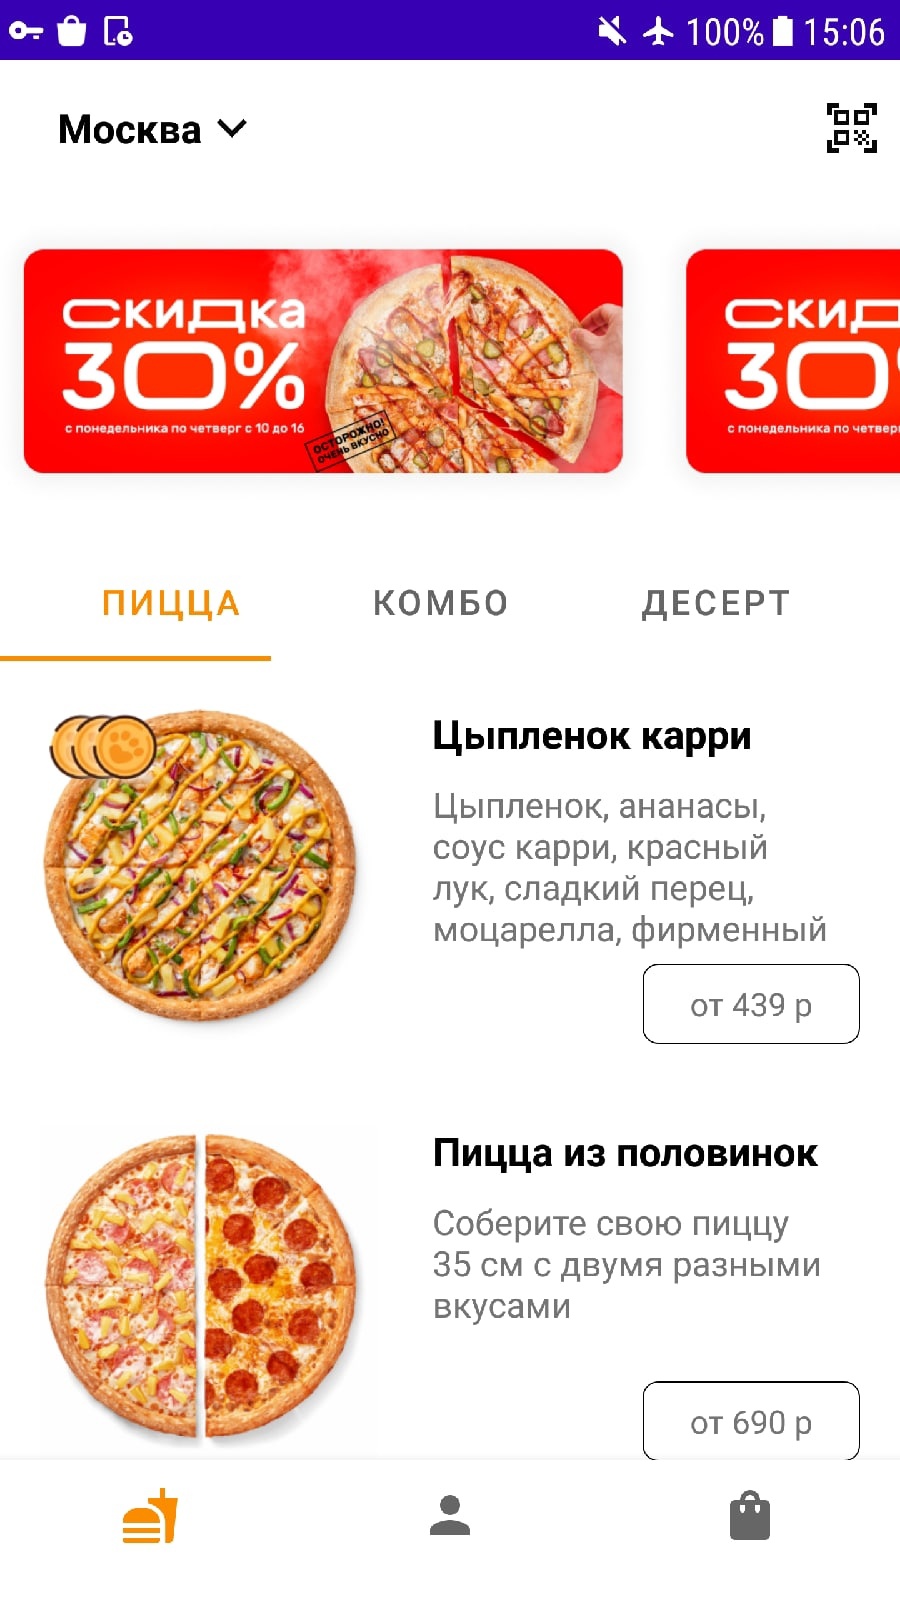 100% 15:06
Москва
скидка
30%
с понедельника по четверг с 10 до 16
ОСТОРОЖНО!
ОЧЕНЬ ВКУСНО
скид
30%
с понедельника по четверг
ПИЦЦА КОМБО ДЕСЕРТ
Цыпленок карри
Цыпленок, ананасы,
соус карри, красный
лук, сладкий перец,
моцарелла, фирменный
от 439 р
Пицца из половинок
Соберите свою пиццу
35 см с двумя разными
вкусами
от 690 р